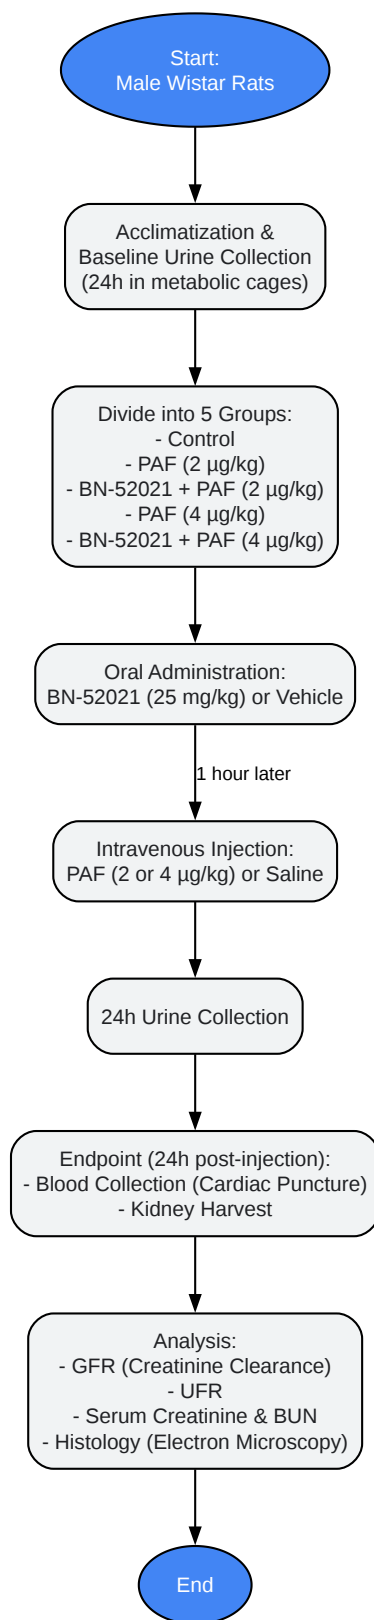 Start:
Male Wistar Rats
Acclimatization &
Baseline Urine Collection
(24h in metabolic cages)
Divide into 5 Groups:
- Control
- PAF (2 µg/kg)
- BN-52021 + PAF (2 µg/kg)
- PAF (4 µg/kg)
- BN-52021 + PAF (4 µg/kg)
Oral Administration:
BN-52021 (25 mg/kg) or Vehicle
1 hour later
Intravenous Injection:
PAF (2 or 4 µg/kg) or Saline
24h Urine Collection
Endpoint (24h post-injection):
- Blood Collection (Cardiac Puncture)
- Kidney Harvest
Analysis:
- GFR (Creatinine Clearance)
- UFR
- Serum Creatinine & BUN
- Histology (Electron Microscopy)
End